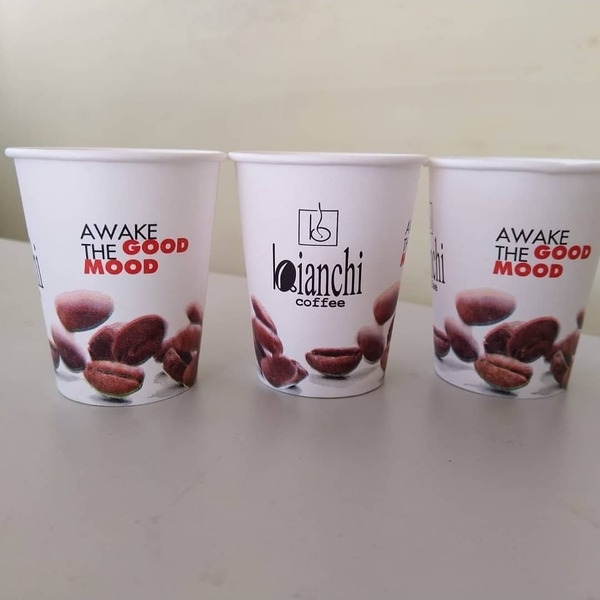 AWAKE
THE GOOD
MOOD
bianchi
coffee
AWAKE
THE GOOD
MOOD